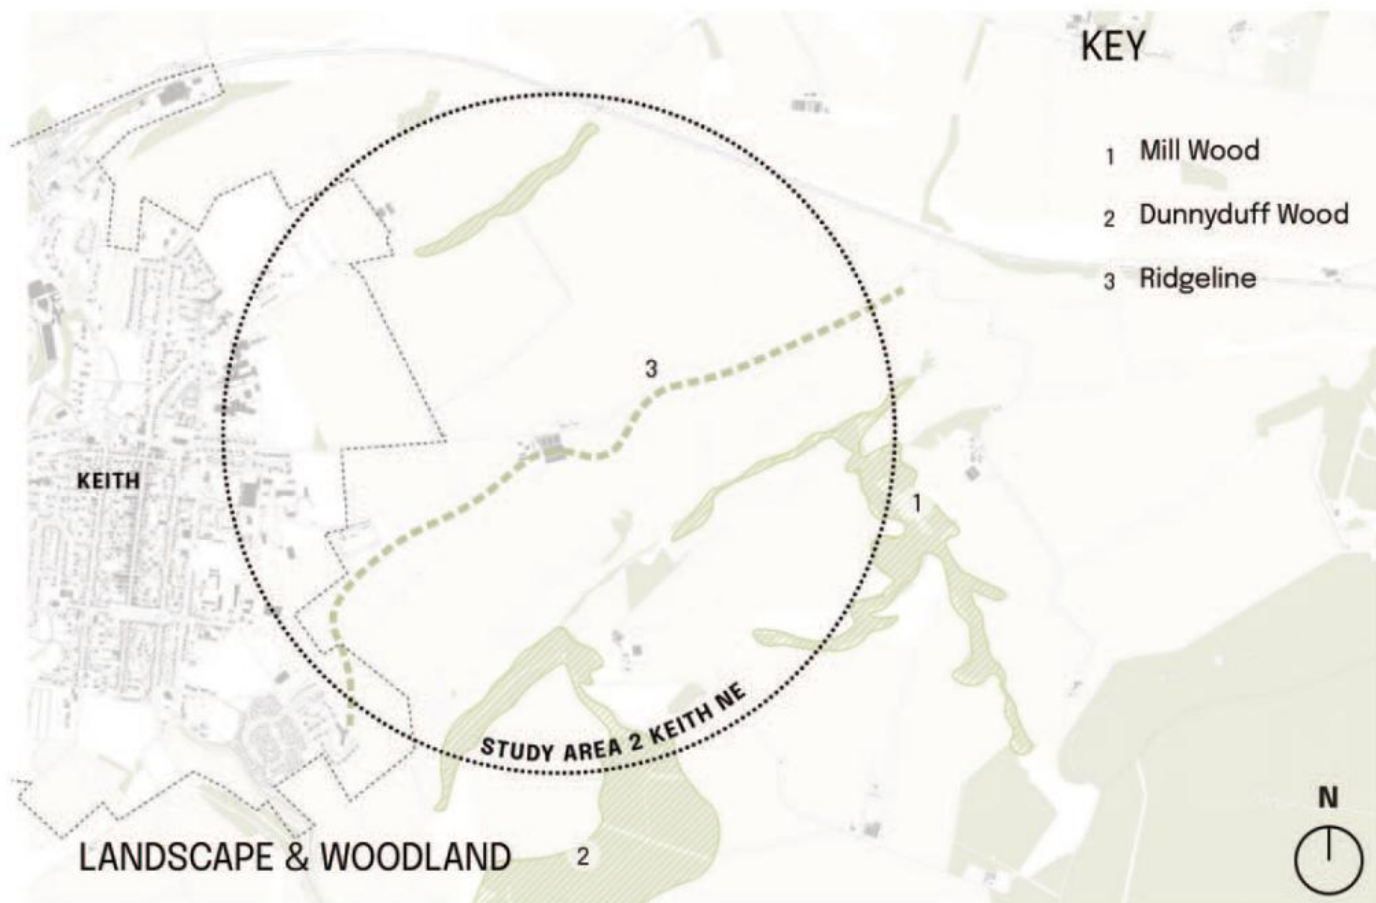 KEY
1 Mill Wood
2 Dunnyduff Wood
3 Ridgeline
3
KEITH
1
STUDY AREA 2 KEITH NE
N
LANDSCAPE & WOODLAND
2